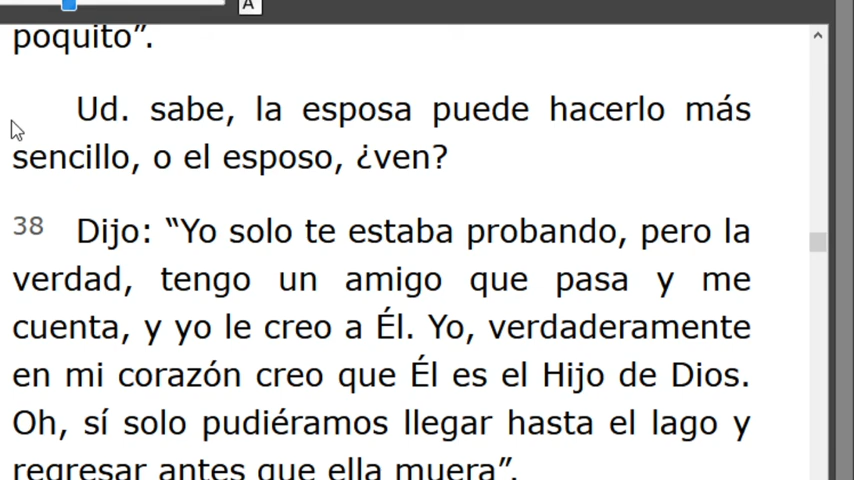 A
poquito”.
Ud. sabe, la esposa puede hacerlo más
sencillo, o el esposo, ¿ven?
38 Dijo: “Yo solo te estaba probando, pero la
verdad, tengo un amigo que pasa y me
cuenta, y yo le creo a Él. Yo, verdaderamente
en mi corazón creo que Él es el Hijo de Dios.
Oh, sí solo pudiéramos llegar hasta el lago y
regresar antes que ella muera”.